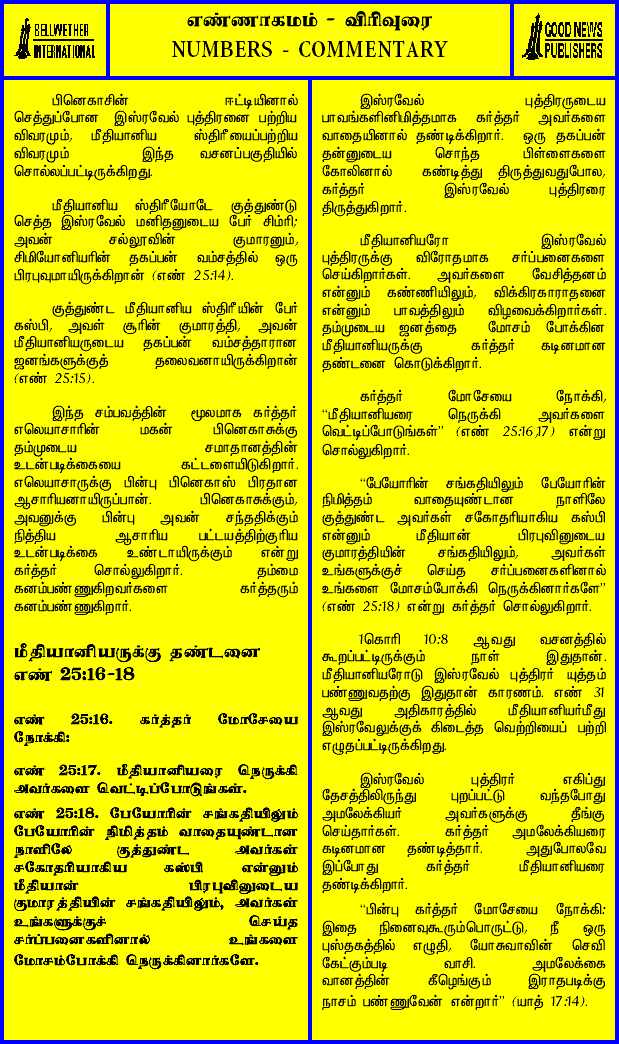 BELLWETHER
INTERNATIONAL
எண்ணாகமம் - விரிவுரை
NUMBERS - COMMENTARY
GOOD NEWS
PUBLISHERS
பினெகாசின் ஈட்டியினால்
செத்துப்போன இஸ்ரவேல் புத்திரனை பற்றிய
விவரமும், மீதியானிய ஸ்திரீயைப்பற்றிய
விவரமும் இந்த வசனப்பகுதியில்
சொல்லப்பட்டிருக்கிறது.
மீதியானிய ஸ்திரீயோடே குத்துண்டு
செத்த இஸ்ரவேல் மனிதனுடைய பேர் சிம்ரி;
அவன் சல்லூவின் குமாரனும்,
சிமியோனியரின் தகப்பன் வம்சத்தில் ஒரு
பிரபுவுமாயிருக்கிறான் (எண் 25:14).
குத்துண்ட மீதியானிய ஸ்திரீயின் பேர்
கஸ்பி, அவள் சூரின் குமாரத்தி, அவன்
மீதியானியருடைய தகப்பன் வம்சத்தாரான
ஜனங்களுக்குத் தலைவனாயிருக்கிறான்
(எண் 25:15).
இந்த சம்பவத்தின் மூலமாக கர்த்தர்
எலெயாசாரின் மகன் பினெகாசுக்கு
தம்முடைய சமாதானத்தின்
உடன்படிக்கையை கட்டளையிடுகிறார்.
எலெயாசாருக்கு பின்பு பினெகாஸ் பிரதான
ஆசாரியனாயிருப்பான். பினெகாசுக்கும்,
அவனுக்கு பின்பு அவன் சந்ததிக்கும்
நித்திய ஆசாரிய பட்டயத்திற்குரிய
உடன்படிக்கை உண்டாயிருக்கும் என்று
கர்த்தர் சொல்லுகிறார். தம்மை
கனம்பண்ணுகிறவர்களை கர்த்தரும்
கனம்பண்ணுகிறார்.
மீதியானியருக்கு தண்டனை
எண் 25:16-18
எண் 25:16. கர்த்தர் மோசேயை
நோக்கி:
எண் 25:17. மீதியானியரை நெருக்கி
அவர்களை வெட்டிப்போடுங்கள்.
எண் 25:18. பேயோரின் சங்கதியிலும்
பேயோரின் நிமித்தம் வாதையுண்டான
நாளிலே குத்துண்ட அவர்கள்
சகோதரியாகிய கஸ்பி என்னும்
மீதியான் பிரபுவினுடைய
குமாரத்தியின் சங்கதியிலும், அவர்கள்
உங்களுக்குச் செய்த
சர்ப்பனைகளினால் உங்களை
மோசம்போக்கி நெருக்கினார்களே.
இஸ்ரவேல் புத்திரருடைய
பாவங்களினிமித்தமாக கர்த்தர் அவர்களை
வாதையினால் தண்டிக்கிறார். ஒரு தகப்பன்
தன்னுடைய சொந்த பிள்ளைகளை
கோலினால் கண்டித்து திருத்துவதுபோல,
கர்த்தர் இஸ்ரவேல் புத்திரரை
திருத்துகிறார்.
மீதியானியரோ இஸ்ரவேல்
புத்திரருக்கு விரோதமாக சர்ப்பனைகளை
செய்கிறார்கள். அவர்களை வேசித்தனம்
என்னும் கண்ணியிலும், விக்கிரகாராதனை
என்னும் பாவத்திலும் விழவைக்கிறார்கள்.
தம்முடைய ஜனத்தை மோசம் போக்கின
மீதியானியருக்கு கர்த்தர் கடினமான
தண்டனை கொடுக்கிறார்.
கர்த்தர் மோசேயை நோக்கி,
“மீதியானியரை நெருக்கி அவர்களை
வெட்டிப்போடுங்கள்” (எண் 25:16,17) என்று
சொல்லுகிறார்.
“பேயோரின் சங்கதியிலும் பேயோரின்
நிமித்தம் வாதையுண்டான நாளிலே
குத்துண்ட அவர்கள் சகோதரியாகிய கஸ்பி
என்னும் மீதியான் பிரபுவினுடைய
குமாரத்தியின் சங்கதியிலும், அவர்கள்
உங்களுக்குச் செய்த சர்ப்பனைகளினால்
உங்களை மோசம்போக்கி நெருக்கினார்களே”
(எண் 25:18) என்று கர்த்தர் சொல்லுகிறார்.
1கொரி 10:8 ஆவது வசனத்தில்
கூறப்பட்டிருக்கும் நாள் இதுதான்.
மீதியானியரோடு இஸ்ரவேல் புத்திரர் யுத்தம்
பண்ணுவதற்கு இதுதான் காரணம். எண் 31
ஆவது அதிகாரத்தில் மீதியானியர்மீது
இஸ்ரவேலுக்குக் கிடைத்த வெற்றியைப் பற்றி
எழுதப்பட்டிருக்கிறது.
இஸ்ரவேல் புத்திரர் எகிப்து
தேசத்திலிருந்து புறப்பட்டு வந்தபோது
அமலேக்கியர் அவர்களுக்கு தீங்கு
செய்தார்கள். கர்த்தர் அமலேக்கியரை
கடினமான தண்டித்தார். அதுபோலவே
இப்போது கர்த்தர் மீதியானியரை
தண்டிக்கிறார்.
“பின்பு கர்த்தர் மோசேயை நோக்கி:
இதை நினைவுகூரும்பொருட்டு, நீ ஒரு
புஸ்தகத்தில் எழுதி, யோசுவாவின் செவி
கேட்கும்படி வாசி. அமலேக்கை
வானத்தின் கீழெங்கும் இராதபடிக்கு
நாசம் பண்ணுவேன் என்றார்” (யாத் 17:14).